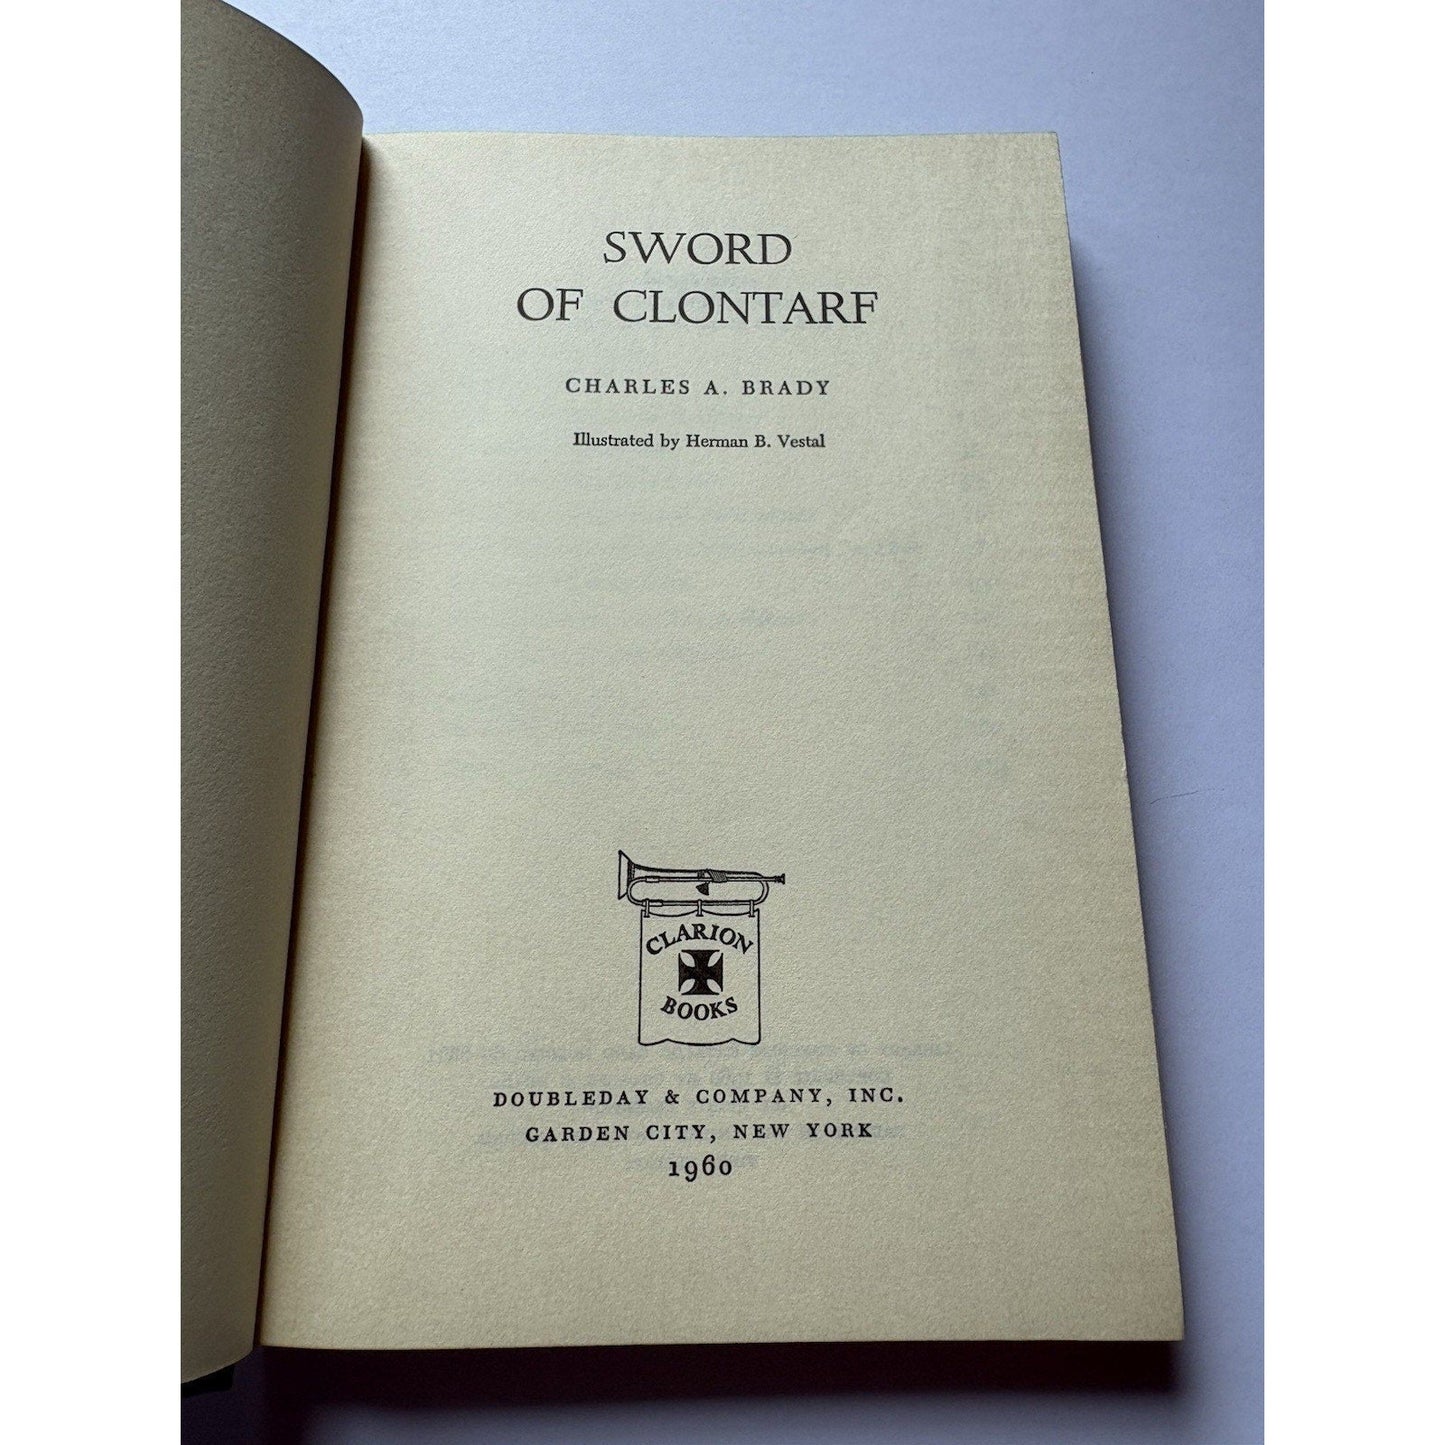 SWORD
OF CLONTARF
CHARLES A. BRADY
Illustrated by Herman B. Vestal
CLARION
BOOKS
DOUBLEDAY & COMPANY, INC.
GARDEN CITY, NEW YORK
1960